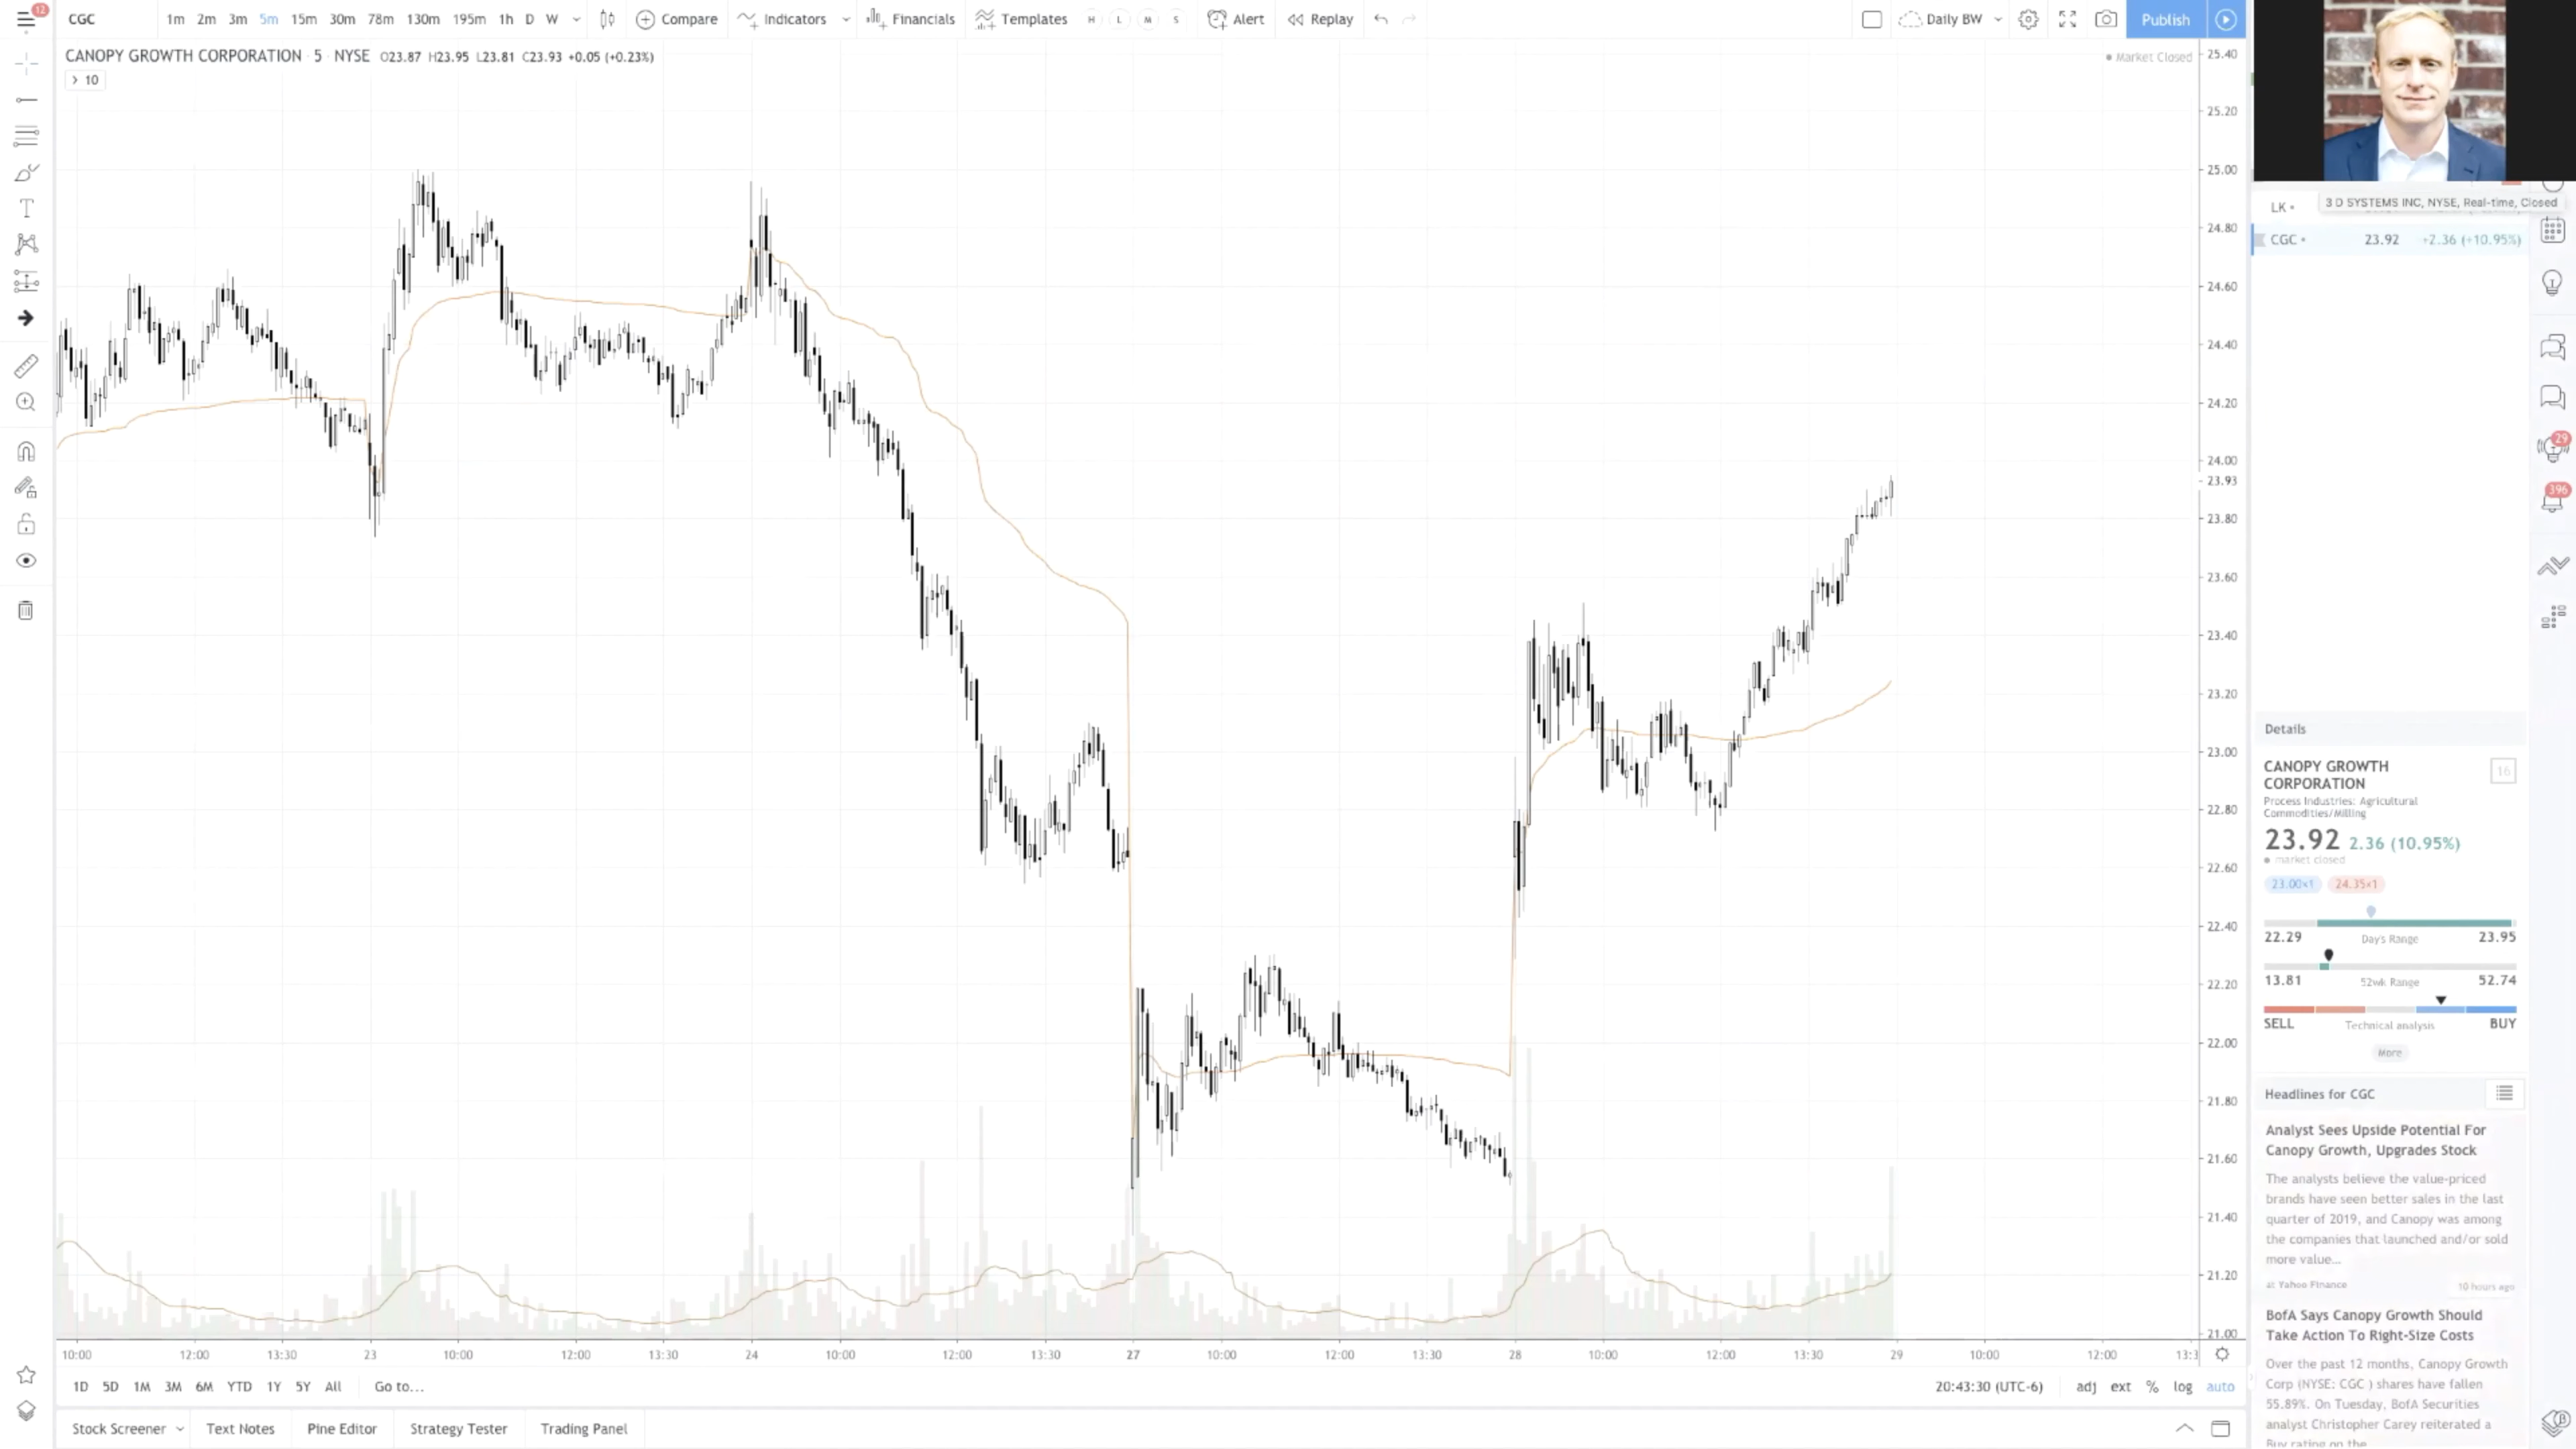 12
CGC
1m 2m 3m 5m 15m 30m 78m 130m 195m 1h D W
Compare
Indicators
Financials
Templates
H L M S
Alert
Replay
Daily BW
Publish
CANOPY GROWTH CORPORATION · 5 · NYSE O23.87 H23.95 L23.81 C23.93 +0.05 (+0.23%)
10
Market Closed
25.40
25.20
25.00
24.80
24.60
24.40
24.20
24.00
23.93
23.80
23.60
23.40
23.20
23.00
22.80
22.60
22.40
22.20
22.00
21.80
21.60
21.40
21.20
21.00
10:00 12:00 13:30 23 10:00 12:00 13:30 24 10:00 12:00 13:30 27 10:00 12:00 13:30 28 10:00 12:00 13:30 29 10:00 12:00 13:3
1D 5D 1M 3M 6M YTD 1Y 5Y All Go to...
20:43:30 (UTC-6) adj ext % log auto
Stock Screener Text Notes Pine Editor Strategy Tester Trading Panel
LK
3 D SYSTEMS INC, NYSE, Real-time, Closed
CGC 23.92 +2.36 (+10.95%)
29
396
Details
CANOPY GROWTH
CORPORATION
16
Process Industries: Agricultural
Commodities/Milling
23.92 2.36 (10.95%)
market closed
23.00×1 24.35×1
22.29 Day's Range 23.95
13.81 52wk Range 52.74
SELL Technical analysis BUY
More
Headlines for CGC
Analyst Sees Upside Potential For
Canopy Growth, Upgrades Stock
The analysts believe the value-priced
brands have seen better sales in the last
quarter of 2019, and Canopy was among
the companies that launched and/or sold
more value...
at Yahoo Finance 10 hours ago
BofA Says Canopy Growth Should
Take Action To Right-Size Costs
Over the past 12 months, Canopy Growth
Corp (NYSE: CGC ) shares have fallen
55.89%. On Tuesday, BofA Securities
analyst Christopher Carey reiterated a
Buy rating on the